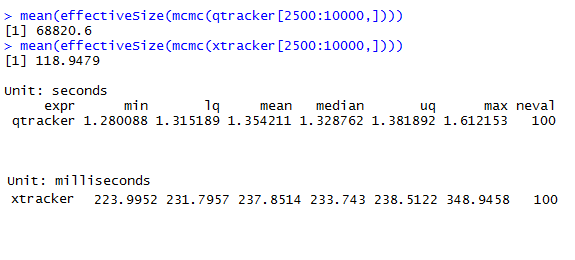 > mean(effectiveSize(mcmc(qtracker[2500:10000,])))
[1] 68820.6
> mean(effectiveSize(mcmc(xtracker[2500:10000,])))
[1] 118.9479
Unit: seconds
expr min lq mean median uq max neval
qtracker 1.280088 1.315189 1.354211 1.328762 1.381892 1.612153 100
Unit: milliseconds
xtracker 223.9952 231.7957 237.8514 233.743 238.5122 348.9458 100